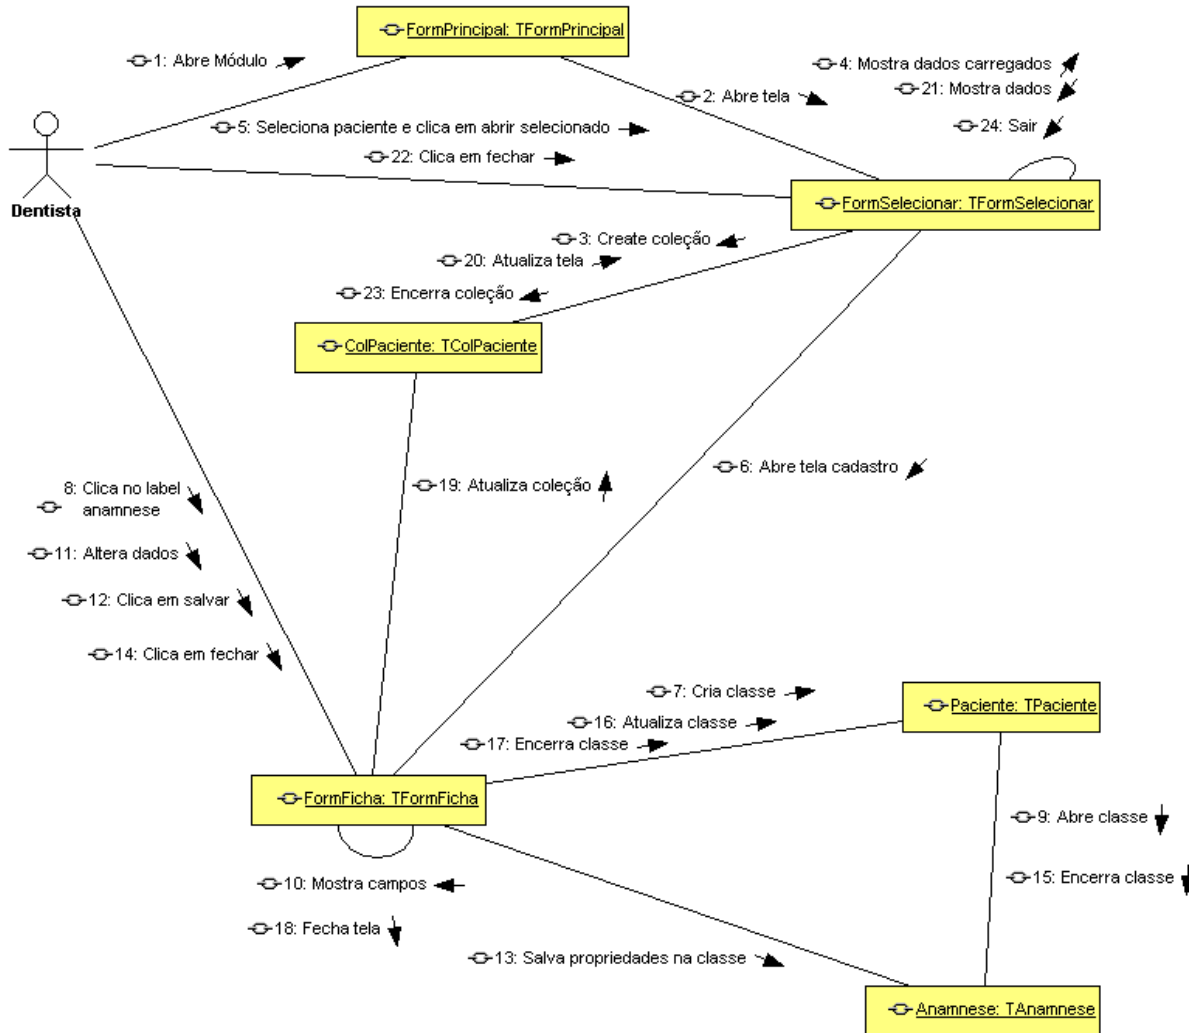 FormPrincipal: TFormPrincipal
1: Abre Módulo
4: Mostra dados carregados
21: Mostra dados
2: Abre tela
5: Seleciona paciente e clica em abrir selecionado
24: Sair
22: Clica em fechar
Dentista
FormSelecionar: TFormSelecionar
3: Create coleção
20: Atualiza tela
23: Encerra coleção
ColPaciente: TColPaciente
6: Abre tela cadastro
19: Atualiza coleção
8: Clica no label
anamnese
11: Altera dados
12: Clica em salvar
14: Clica em fechar
7: Cria classe
16: Atualiza classe
17: Encerra classe
Paciente: TPaciente
FormFicha: TFormFicha
9: Abre classe
15: Encerra classe
10: Mostra campos
18: Fecha tela
13: Salva propriedades na classe
Anamnese: TAnamnese